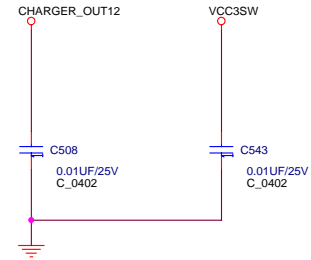 CHARGER_OUT12
VCC3SW
C508
C543
0.01UF/25V
0.01UF/25V
C_0402
C_0402